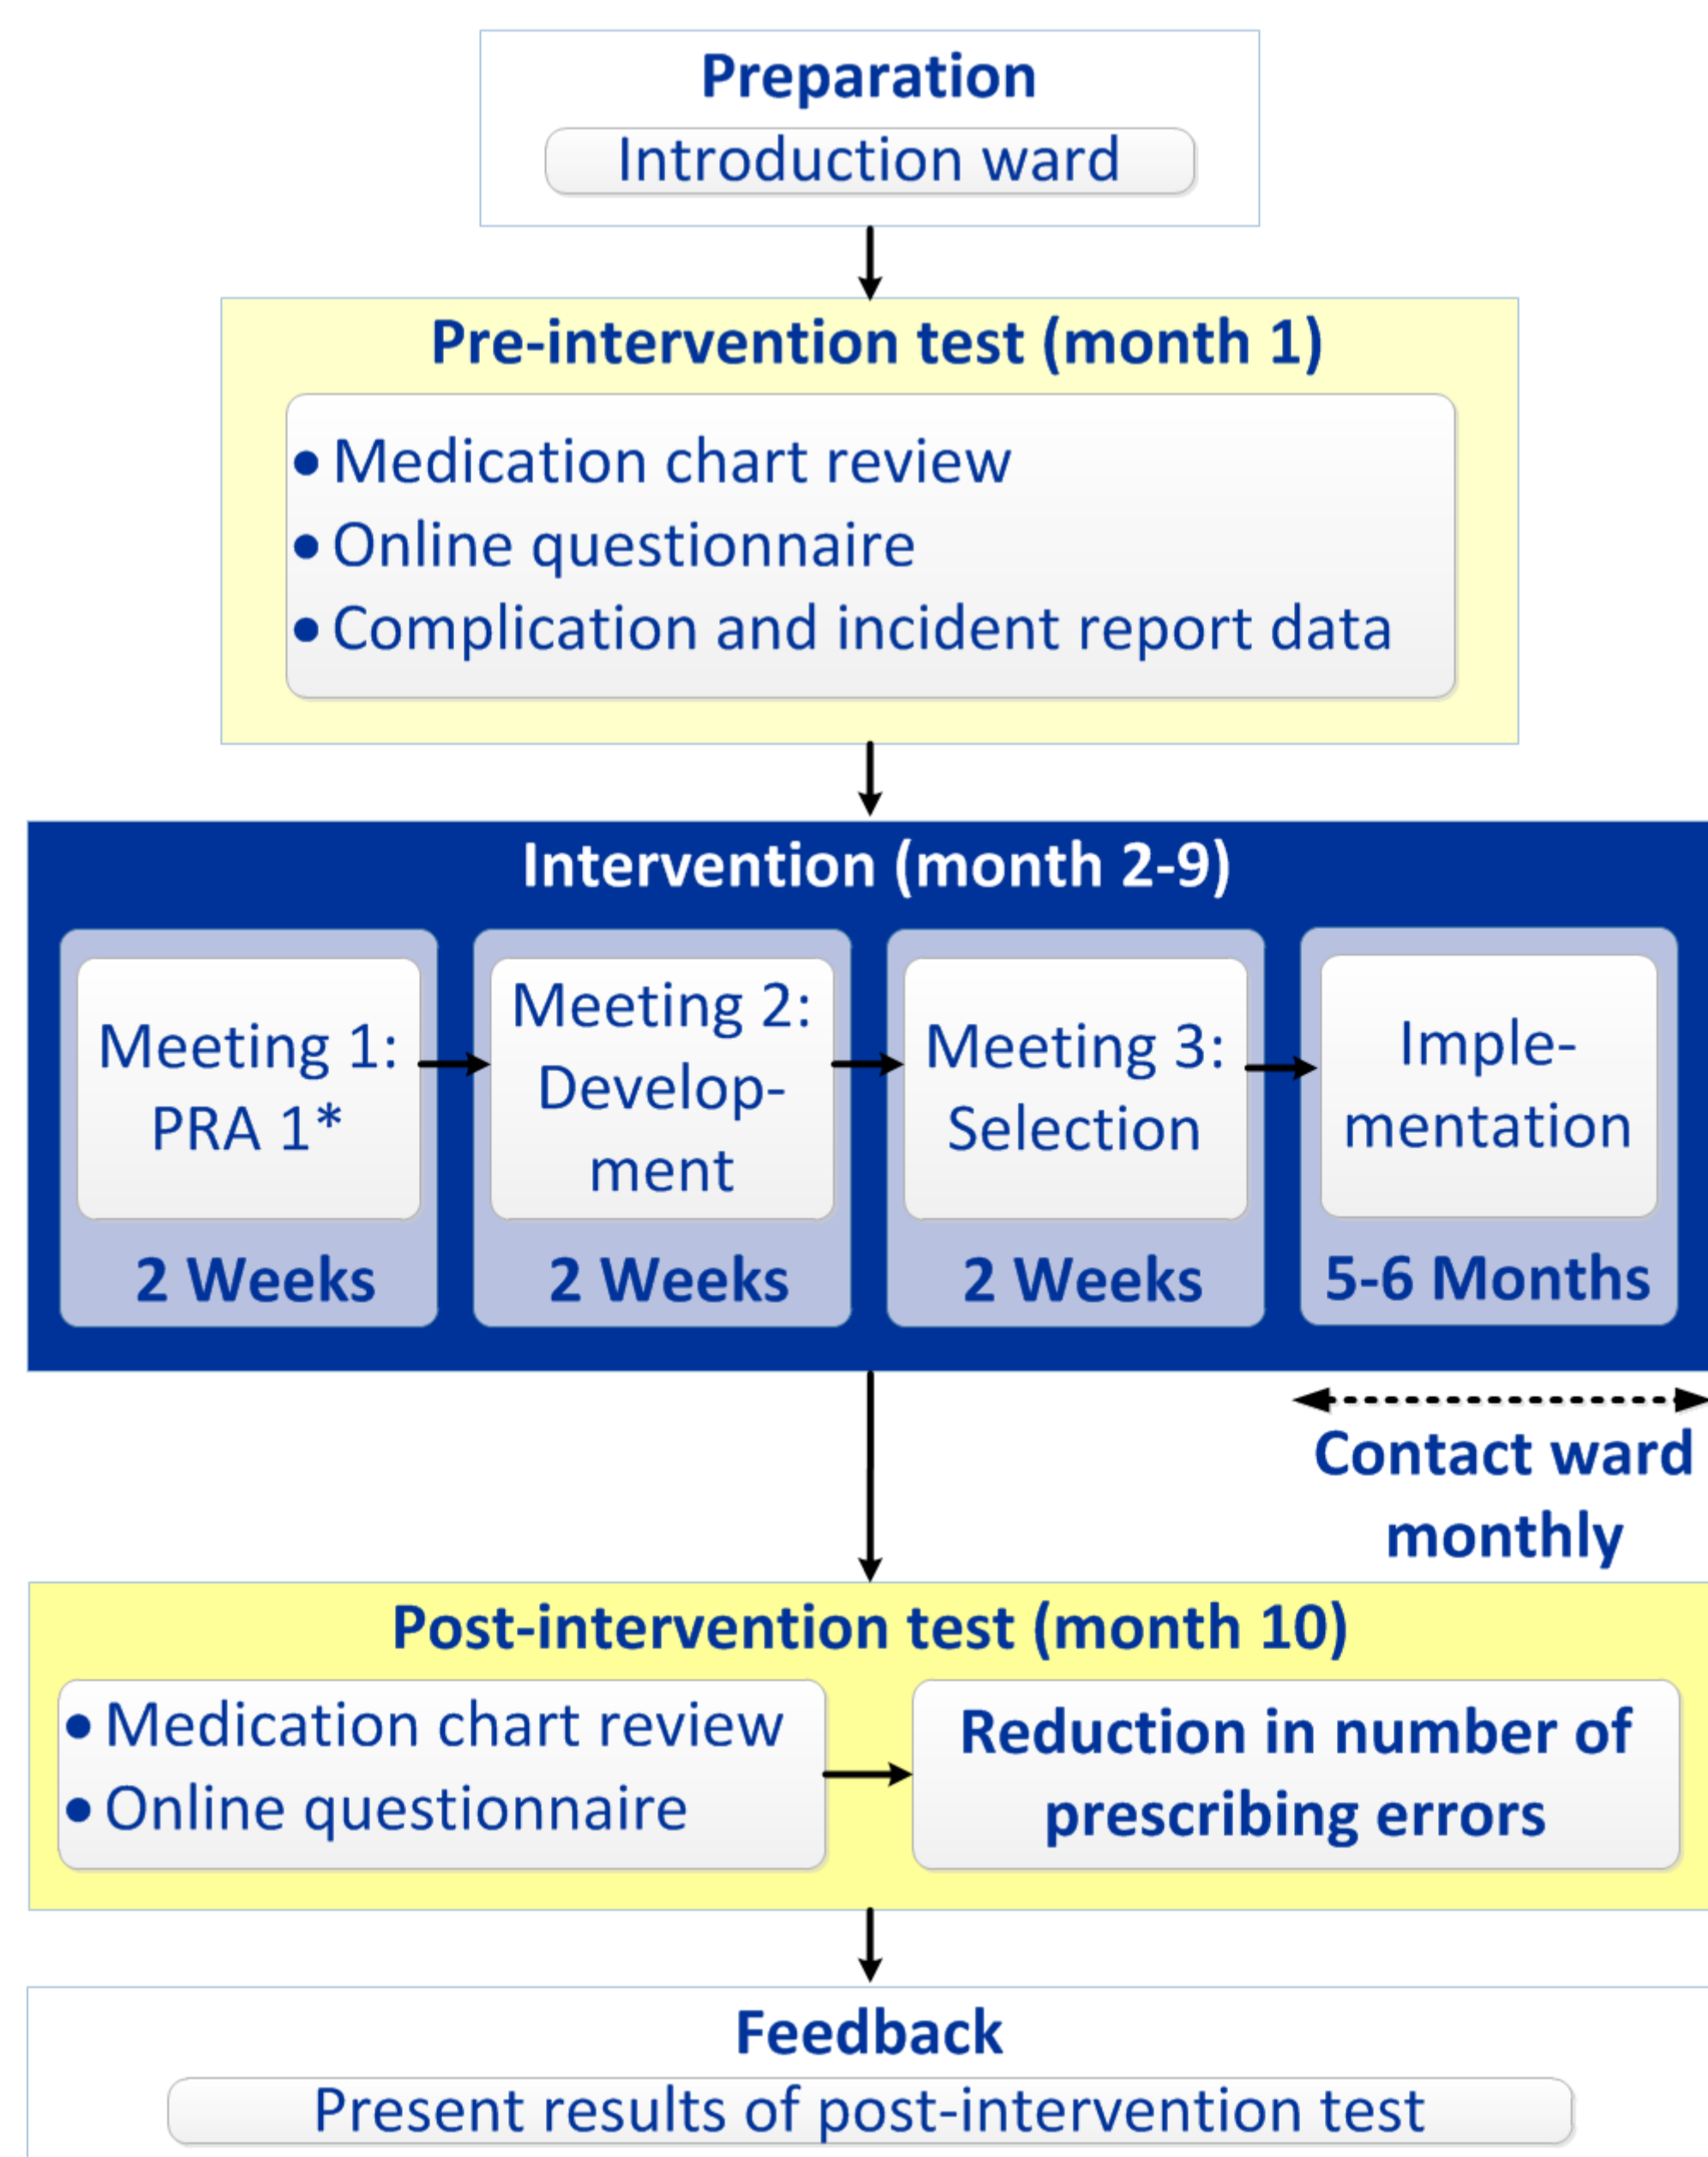 Preparation
Introduction ward
Pre-intervention test (month 1)
● Medication chart review
● Online questionnaire
● Complication and incident report data
Intervention (month 2-9)
Meeting 1:
PRA 1*
2 Weeks
Meeting 2:
Develop-
ment
2 Weeks
Meeting 3:
Selection
2 Weeks
Imple-
mentation
5-6 Months
Contact ward
monthly
Post-intervention test (month 10)
● Medication chart review
● Online questionnaire
Reduction in number of
prescribing errors
Feedback
Present results of post-intervention test